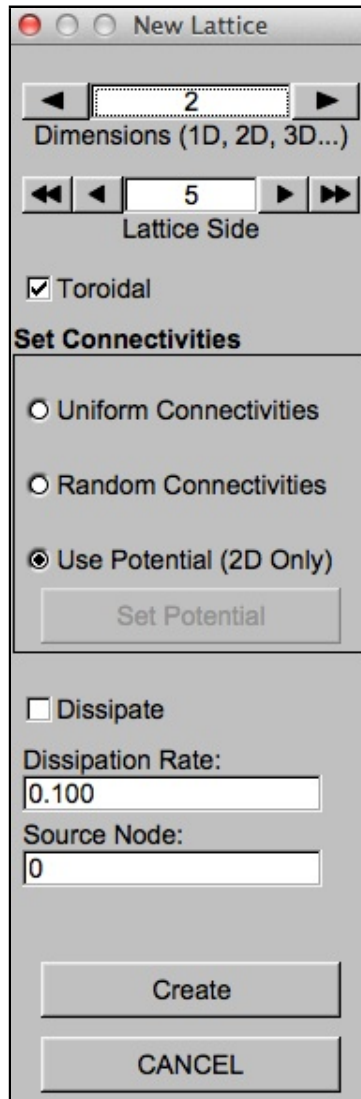 New Lattice
2
Dimensions (1D, 2D, 3D...)
5
Lattice Side
Toroidal
Set Connectivities
Uniform Connectivities
Random Connectivities
Use Potential (2D Only)
Set Potential
Dissipate
Dissipation Rate:
0.100
Source Node:
0
Create
CANCEL